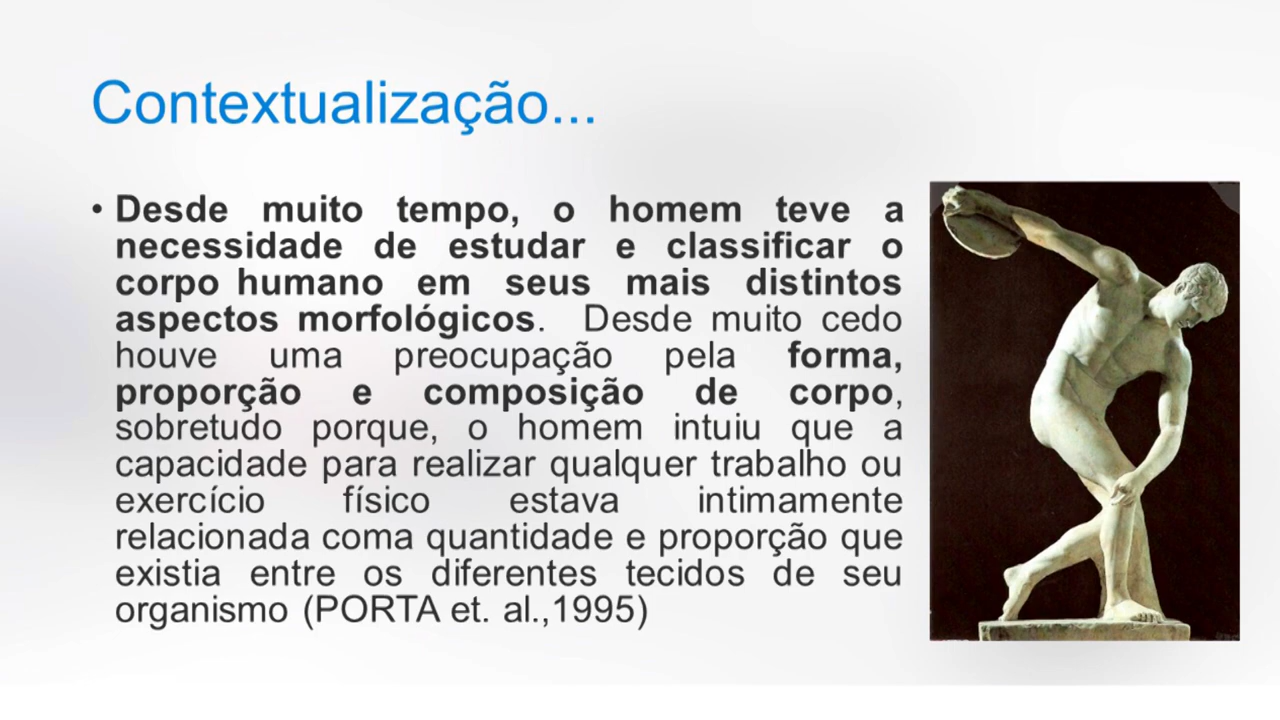 Contextualização...
• Desde muito tempo, o homem teve a
necessidade de estudar e classificar o
corpo humano em seus mais distintos
aspectos morfológicos. Desde muito cedo
houve uma preocupação pela forma,
proporção e composição de corpo,
sobretudo porque, o homem intuiu que a
capacidade para realizar qualquer trabalho ou
exercício físico estava intimamente
relacionada coma quantidade e proporção que
existia entre os diferentes tecidos de seu
organismo (PORTA et. al.,1995)